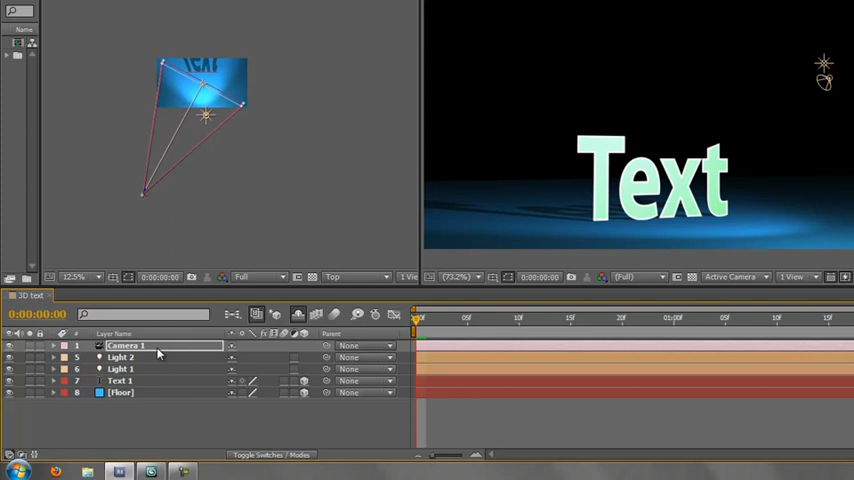 Name
Text
Text
12.5%
0:00:00:00
Full
Top
1 Vie
(73.2%)
0:00:00:00
(Full)
Active Camera
1 View
3D text
0:00:00:00
00f
05f
10f
15f
20f
01:00f
05f
10f
15f
#
Layer Name
Parent
1
Camera 1
None
5
Light 2
None
6
Light 1
None
7
T
Text 1
None
8
[Floor]
None
Toggle Switches / Modes
Ae